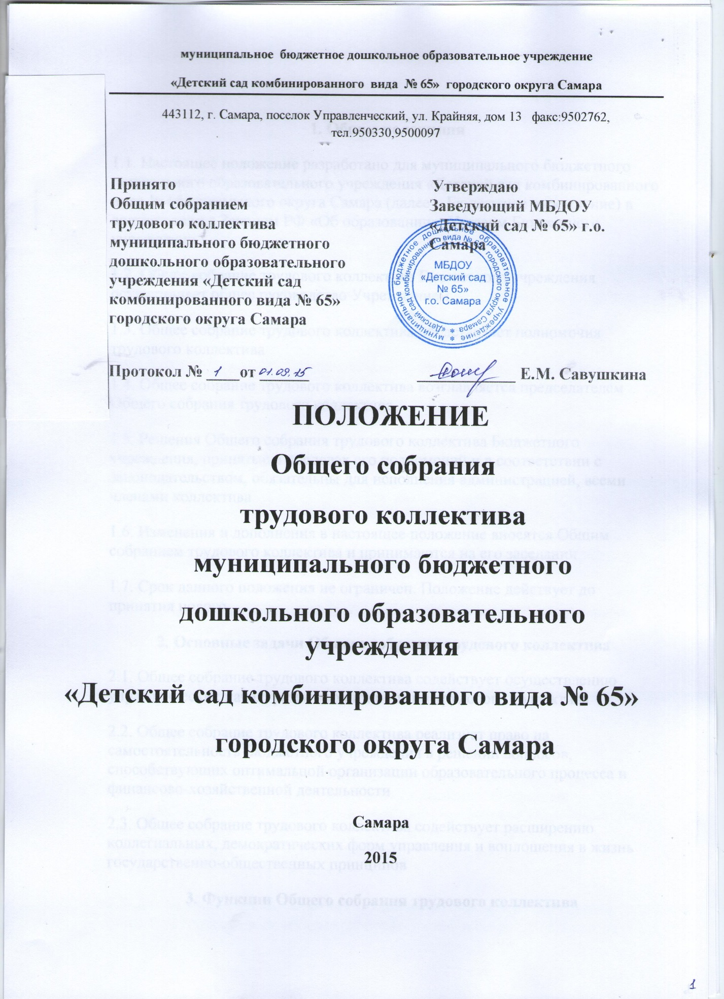 муниципальное бюджетное дошкольное образовательное учреждение
«Детский сад комбинированного вида № 65» городского округа Самара
443112, г. Самара, поселок Управленческий, ул. Крайняя, дом 13 факс:9502762,
тел.950330,9500097
Принято
Общим собранием
трудового коллектива
муниципального бюджетного
дошкольного образовательного
учреждения «Детский сад
комбинированного вида № 65»
городского округа Самара
Протокол № 1 от 01.09.15
Утверждаю
Заведующий МБДОУ
«Детский сад № 65» г.о.
Самара
муниципальное бюджетное дошкольное образовательное учреждение
«Детский сад комбинированного вида № 65» городского округа Самара
МБДОУ
«Детский сад
№ 65»
г.о. Самара
Е.М. Савушкина
ПОЛОЖЕНИЕ
Общего собрания
трудового коллектива
муниципального бюджетного
дошкольного образовательного
учреждения
«Детский сад комбинированного вида № 65»
городского округа Самара
Самара
2015
1